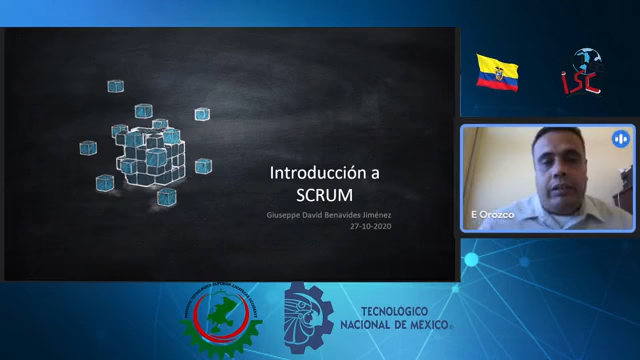 Introducción a
SCRUM
Giuseppe David Benavides Jiménez
27-10-2020
ISC
E Orozco
TECNOLÓGICO
NACIONAL DE MÉXICO®